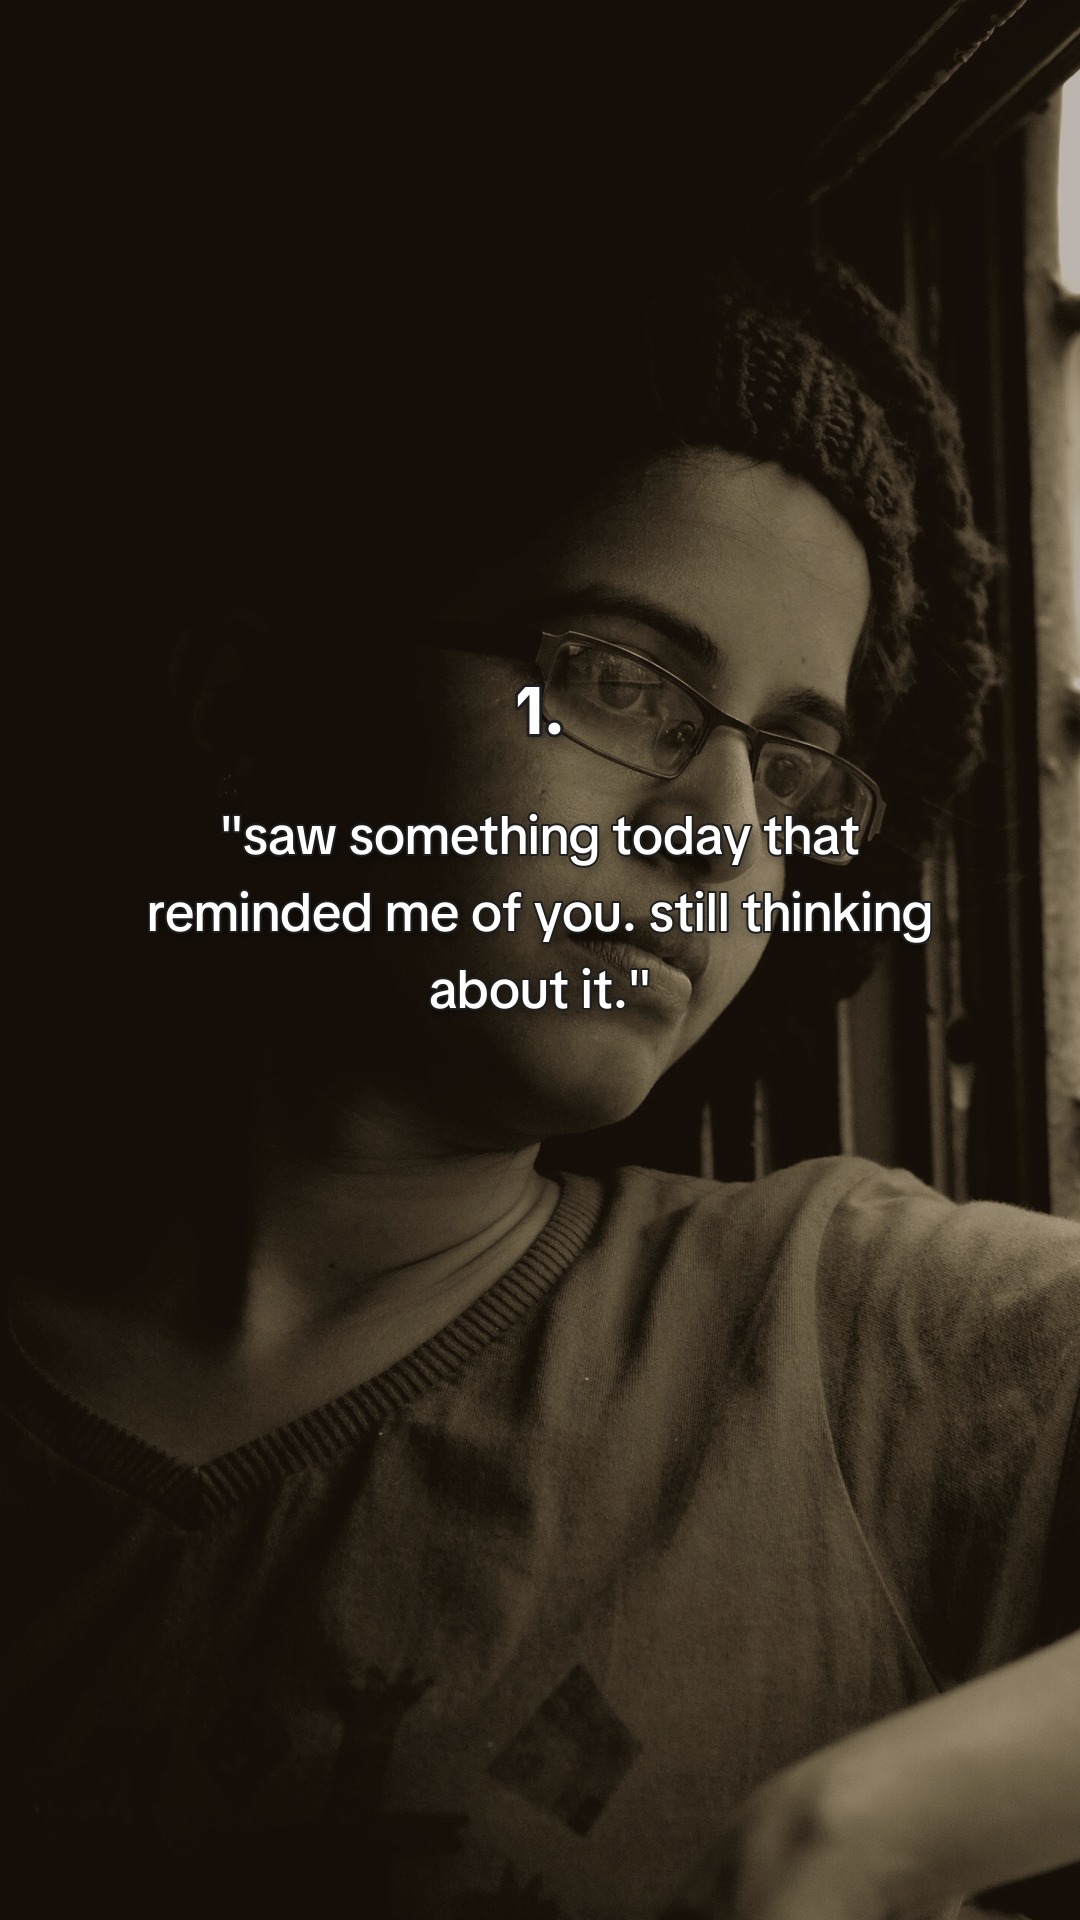 1.
"saw something today that
reminded me of you. still thinking
about it."